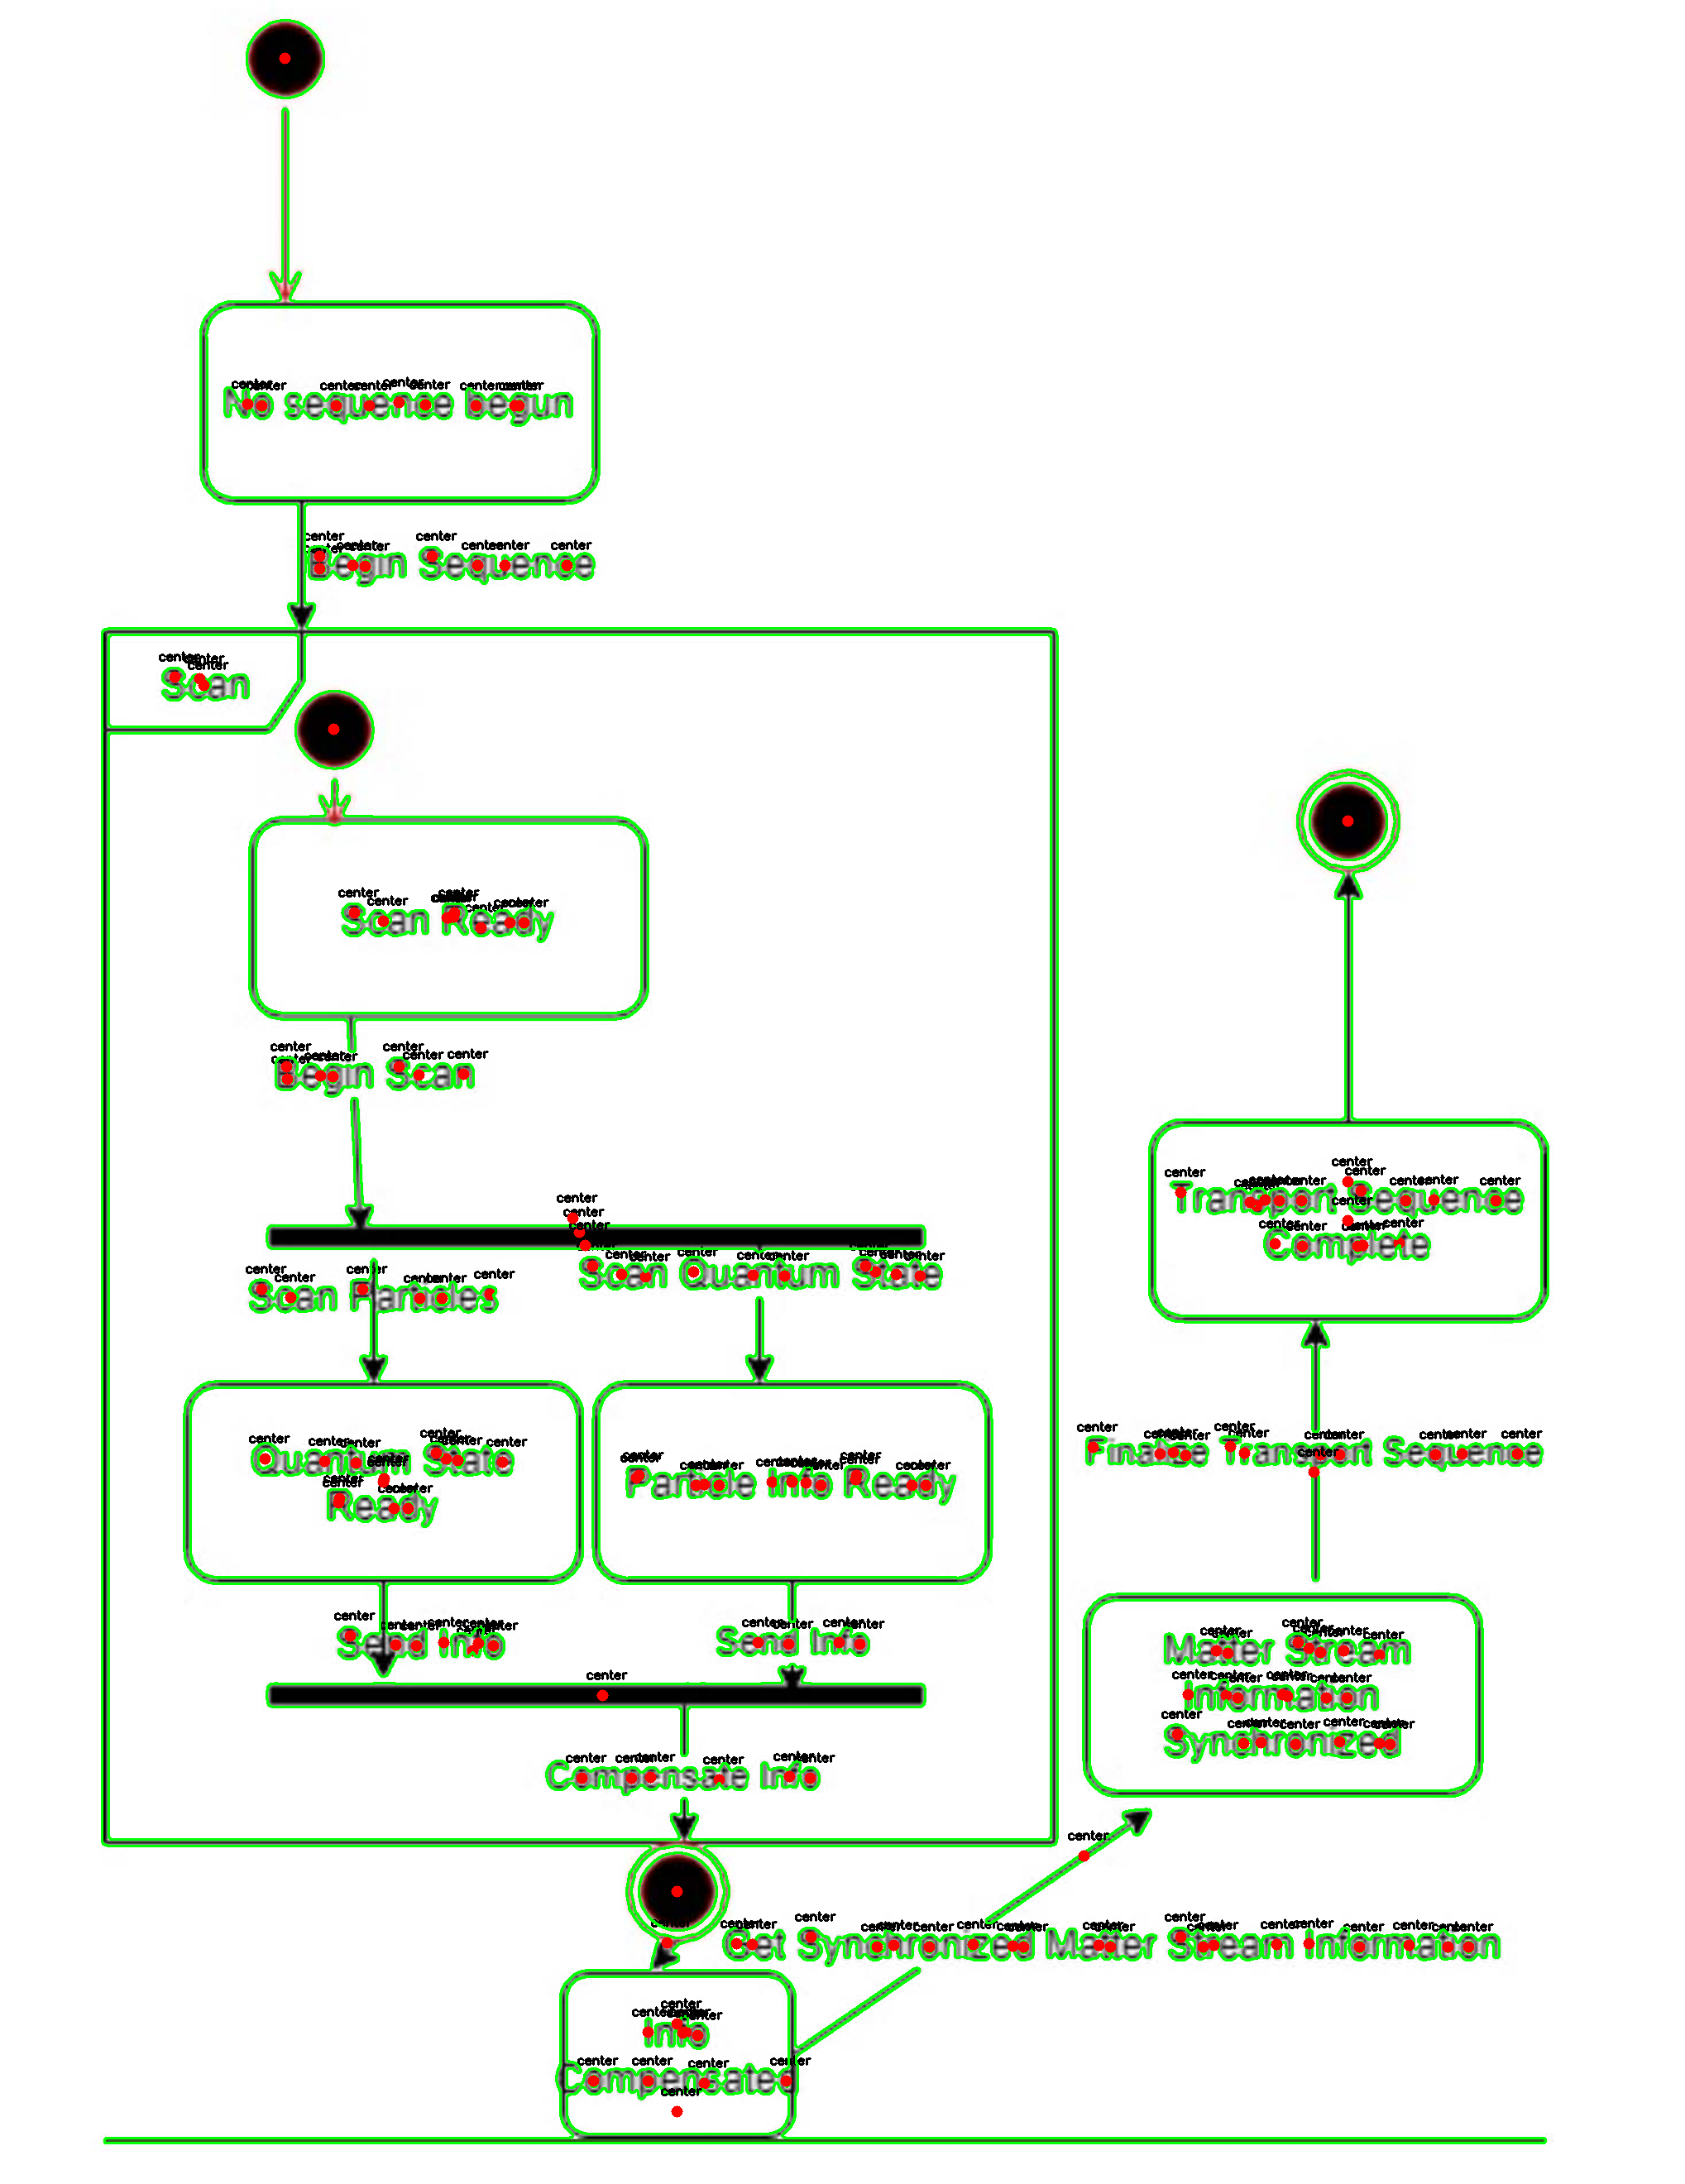 No sequence begun
Begin Sequence
Scan
Scan Ready
Begin Scan
Scan Particles
Scan Quantum State
Quantum State
Ready
Particle Info Ready
Send Info
Send Info
Compensate Info
Info
Compensated
Get Synchronized Matter Stream Information
Matter Stream
Information
Synchronized
Finalize Transport Sequence
Transport Sequence
Complete
center